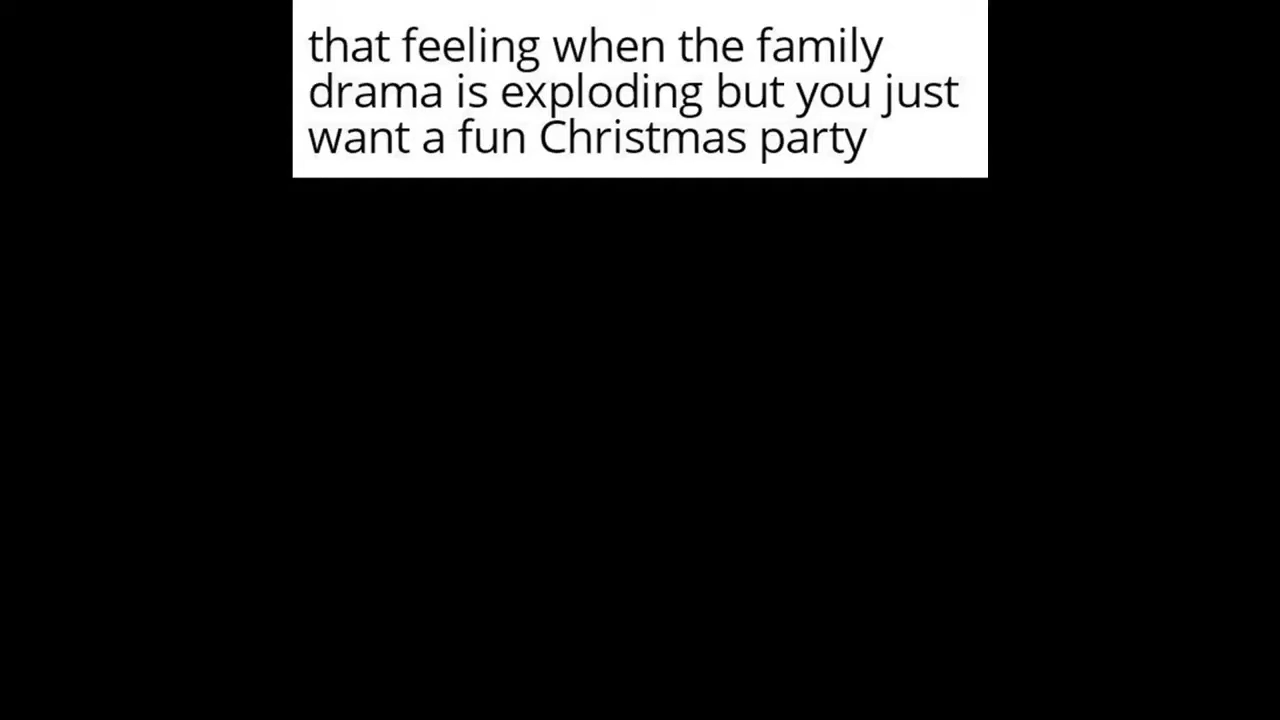 that feeling when the family
drama is exploding but you just
want a fun Christmas party